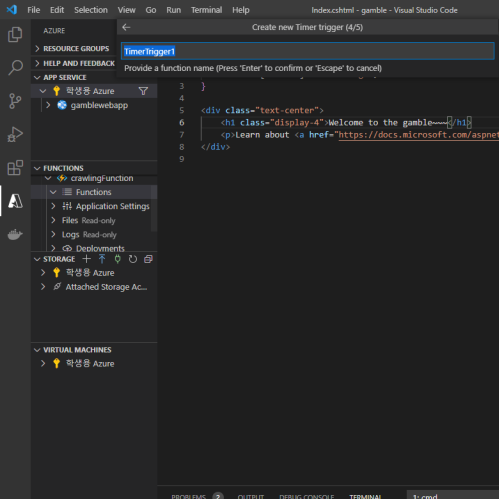 File Edit Selection View Go Run Terminal Help Index.cshtml - gamble - Visual Studio Code
AZURE
Create new Timer trigger (4/5)
TimerTrigger1
Provide a function name (Press 'Enter' to confirm or 'Escape' to cancel)
RESOURCE GROUPS
HELP AND FEEDBACK
APP SERVICE
학생용 Azure
gamblewebapp
FUNCTIONS
crawlingFunction
Functions
Application Settings
Files Read-only
Logs Read-only
Deployments
STORAGE
학생용 Azure
Attached Storage Ac...
VIRTUAL MACHINES
학생용 Azure
3 }
4
5 <div class="text-center">
6 <h1 class="display-4">Welcome to the gamble~~~</h1>
7 <p>Learn about <a href="https://docs.microsoft.com/aspnet
8 </div>
9
PROBLEMS 2 OUTPUT DEBUG CONSOLE TERMINAL 1: cmd